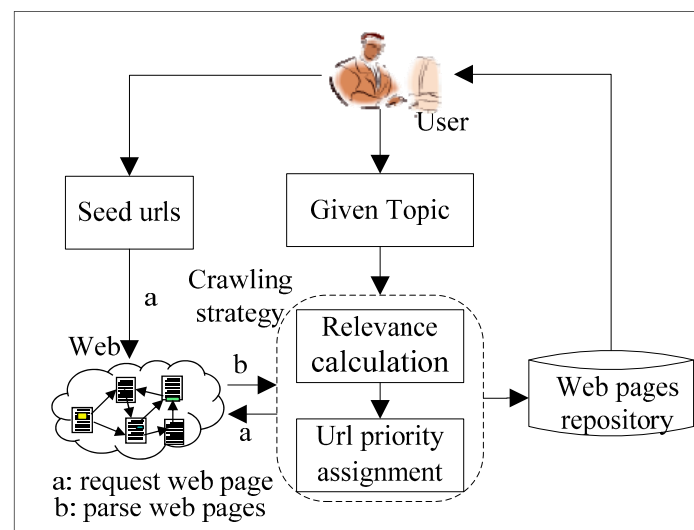 User
Seed urls
Given Topic
a
Crawling
strategy
Web
Relevance
calculation
b
a
Url priority
assignment
Web pages
repository
a: request web page
b: parse web pages